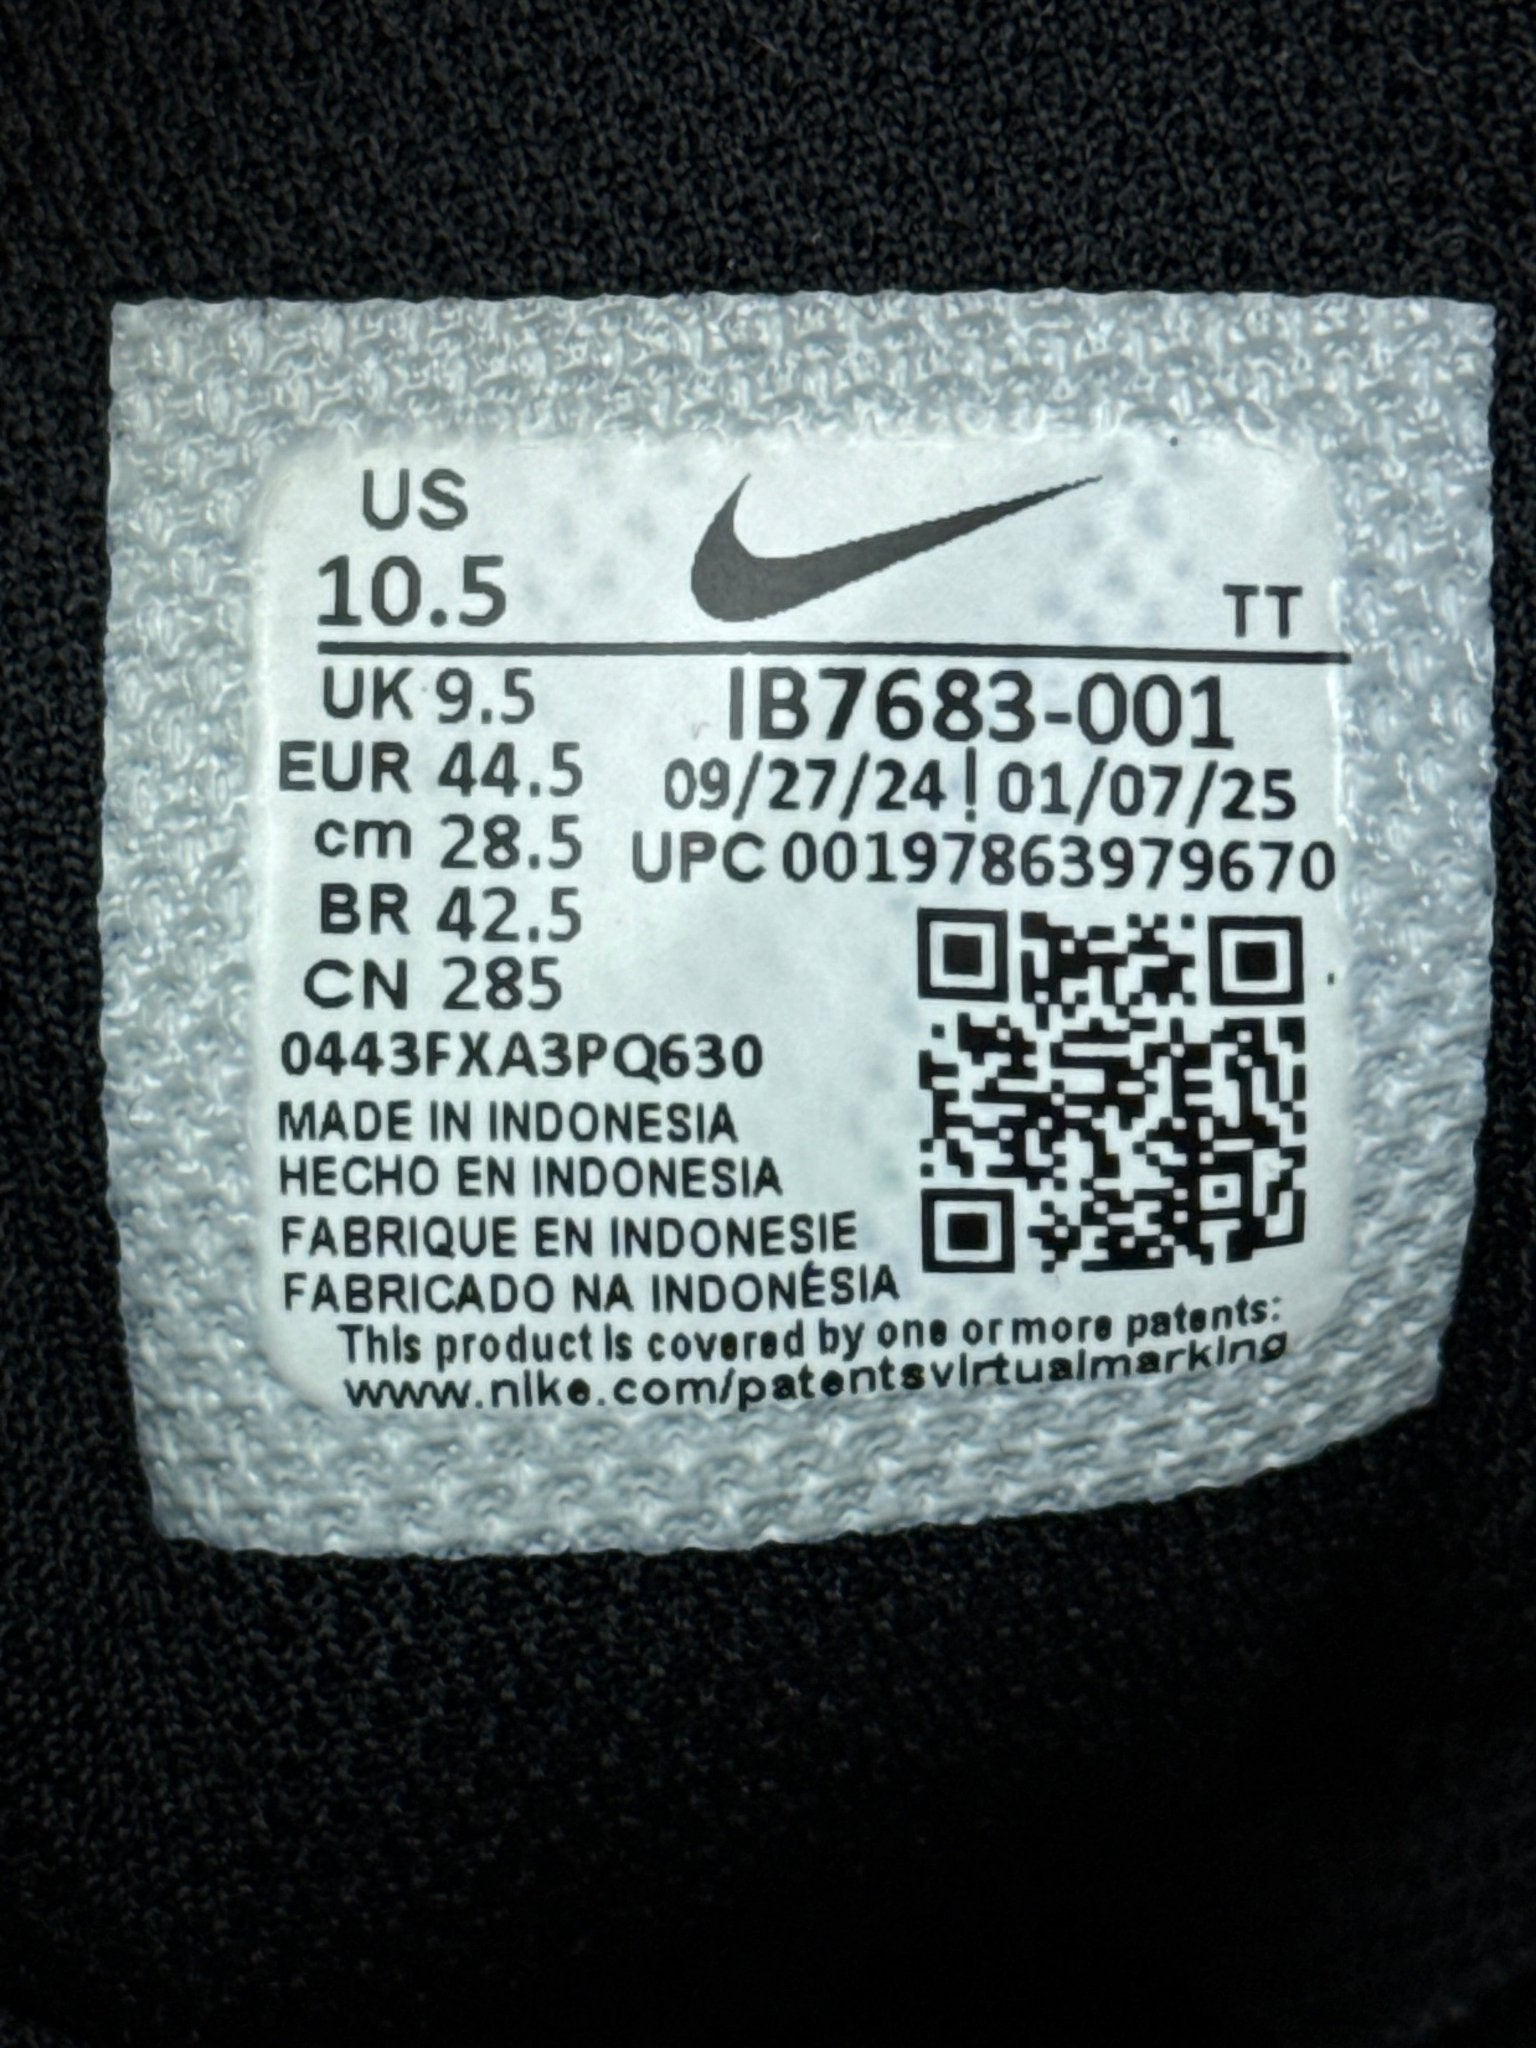 US
10.5
TT
UK 9.5
IB7683-001
EUR 44.5
09/27/24 | 01/07/25
cm 28.5
UPC 00197863979670
BR 42.5
CN 285
0443FXA3PQ630
MADE IN INDONESIA
HECHO EN INDONESIA
FABRIQUE EN INDONESIE
FABRICADO NA INDONÉSIA
This product is covered by one or more patents:
www.nike.com/patentsvirtualmarking